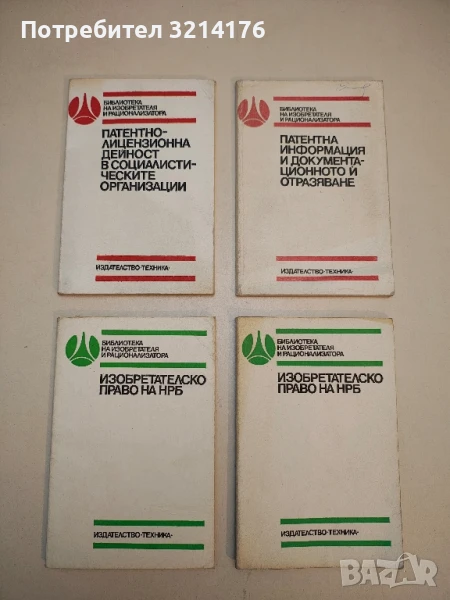 Потребител 3214176
БИБЛИОТЕКА
НА ИЗОБРЕТАТЕЛЯ
И РАЦИОНАЛИЗАТОРА
ПАТЕНТНО-
ЛИЦЕНЗИОННА
ДЕЙНОСТ
В СОЦИАЛИСТИ-
ЧЕСКИТЕ
ОРГАНИЗАЦИИ
ИЗДАТЕЛСТВО·ТЕХНИКА·
БИБЛИОТЕКА
НА ИЗОБРЕТАТЕЛЯ
И РАЦИОНАЛИЗАТОРА
ПАТЕНТНА
ИНФОРМАЦИЯ
И ДОКУМЕНТА-
ЦИОННОТО Й
ОТРАЗЯВАНЕ
ИЗДАТЕЛСТВО·ТЕХНИКА·
БИБЛИОТЕКА
НА ИЗОБРЕТАТЕЛЯ
И РАЦИОНАЛИЗАТОРА
ИЗОБРЕТАТЕЛСКО
ПРАВО НА НРБ
ИЗДАТЕЛСТВО·ТЕХНИКА·
БИБЛИОТЕКА
НА ИЗОБРЕТАТЕЛЯ
И РАЦИОНАЛИЗАТОРА
ИЗОБРЕТАТЕЛСКО
ПРАВО НА НРБ
ИЗДАТЕЛСТВО·ТЕХНИКА·
bazar